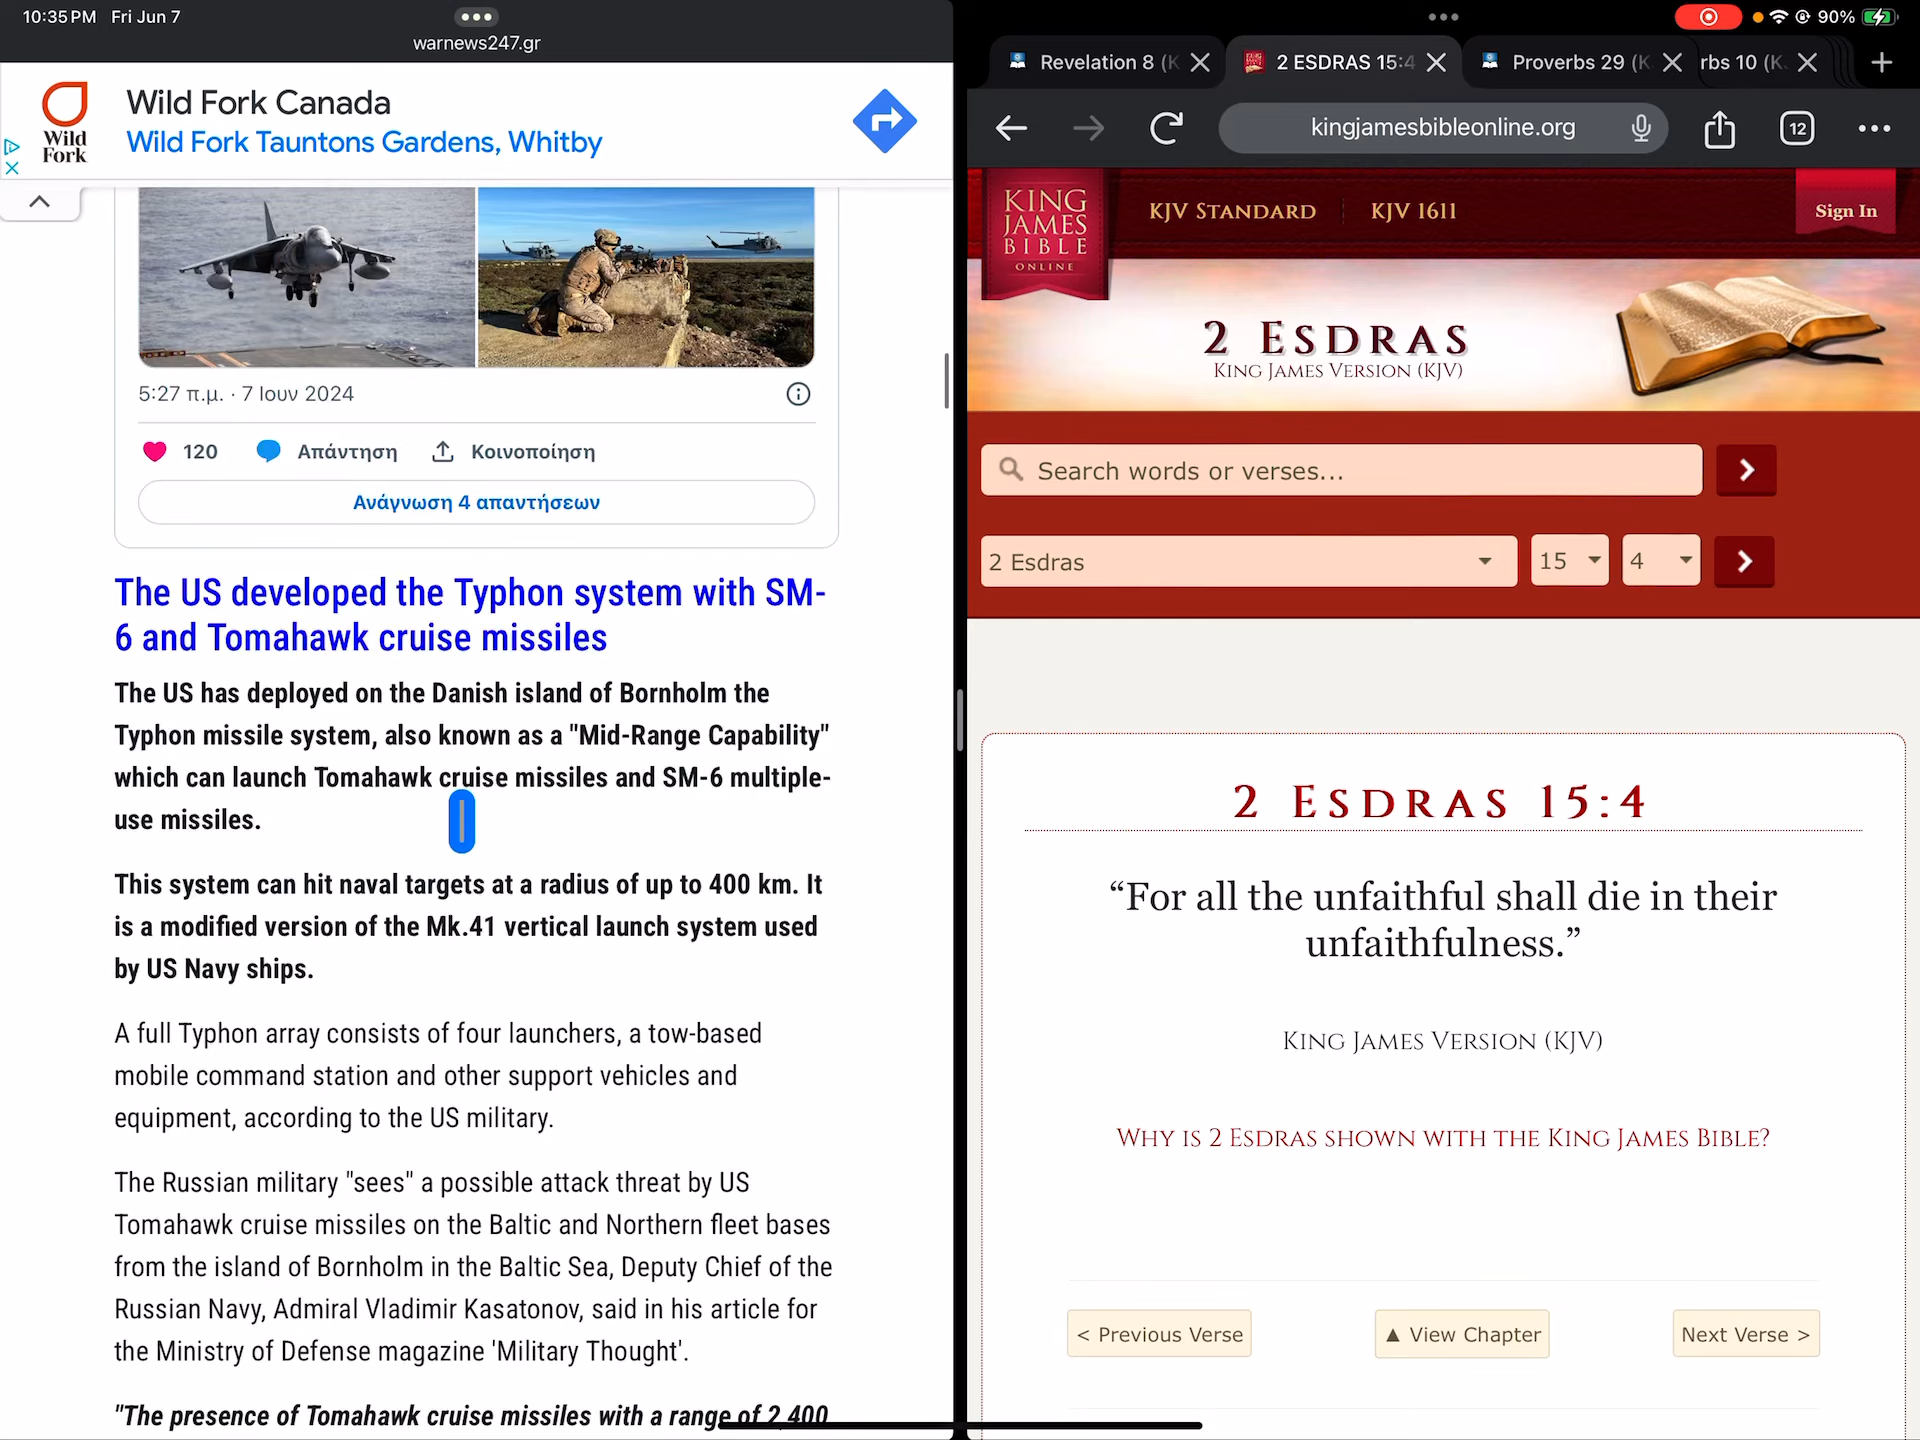 10:35 PM Fri Jun 7
warnews247.gr
Wild Fork Canada
Wild Fork Tauntons Gardens, Whitby
Wild
Fork
5:27 π.μ. · 7 Ιουν 2024
120 Απάντηση Κοινοποίηση
Ανάγνωση 4 απαντήσεων
The US developed the Typhon system with SM-
6 and Tomahawk cruise missiles
The US has deployed on the Danish island of Bornholm the
Typhon missile system, also known as a "Mid-Range Capability"
which can launch Tomahawk cruise missiles and SM-6 multiple-
use missiles.
This system can hit naval targets at a radius of up to 400 km. It
is a modified version of the Mk.41 vertical launch system used
by US Navy ships.
A full Typhon array consists of four launchers, a tow-based
mobile command station and other support vehicles and
equipment, according to the US military.
The Russian military "sees" a possible attack threat by US
Tomahawk cruise missiles on the Baltic and Northern fleet bases
from the island of Bornholm in the Baltic Sea, Deputy Chief of the
Russian Navy, Admiral Vladimir Kasatonov, said in his article for
the Ministry of Defense magazine 'Military Thought'.
"The presence of Tomahawk cruise missiles with a range of 2,400
90%
Revelation 8 (K
2 ESDRAS 15:4
Proverbs 29 (K
rbs 10 (K
kingjamesbibleonline.org
12
KING
JAMES
BIBLE
ONLINE
KJV STANDARD
KJV 1611
Sign In
2 ESDRAS
KING JAMES VERSION (KJV)
Search words or verses...
2 Esdras 15 4
2 ESDRAS 15:4
“For all the unfaithful shall die in their
unfaithfulness.”
KING JAMES VERSION (KJV)
WHY IS 2 ESDRAS SHOWN WITH THE KING JAMES BIBLE?
< Previous Verse
▲ View Chapter
Next Verse >